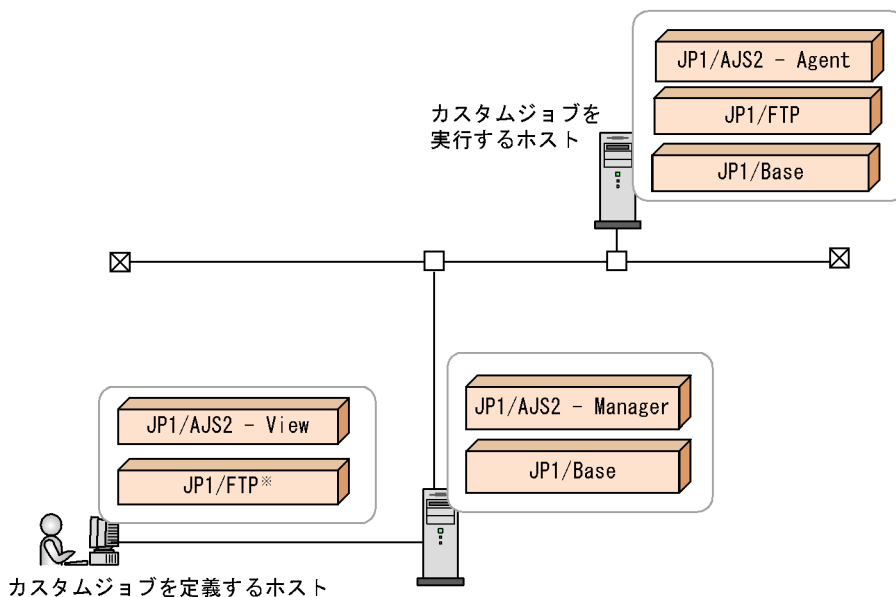 JP1/AJS2 - Agent
カスタムジョブを
実行するホスト
JP1/FTP
JP1/Base
JP1/AJS2 - View
JP1/FTP※
JP1/AJS2 - Manager
JP1/Base
カスタムジョブを定義するホスト